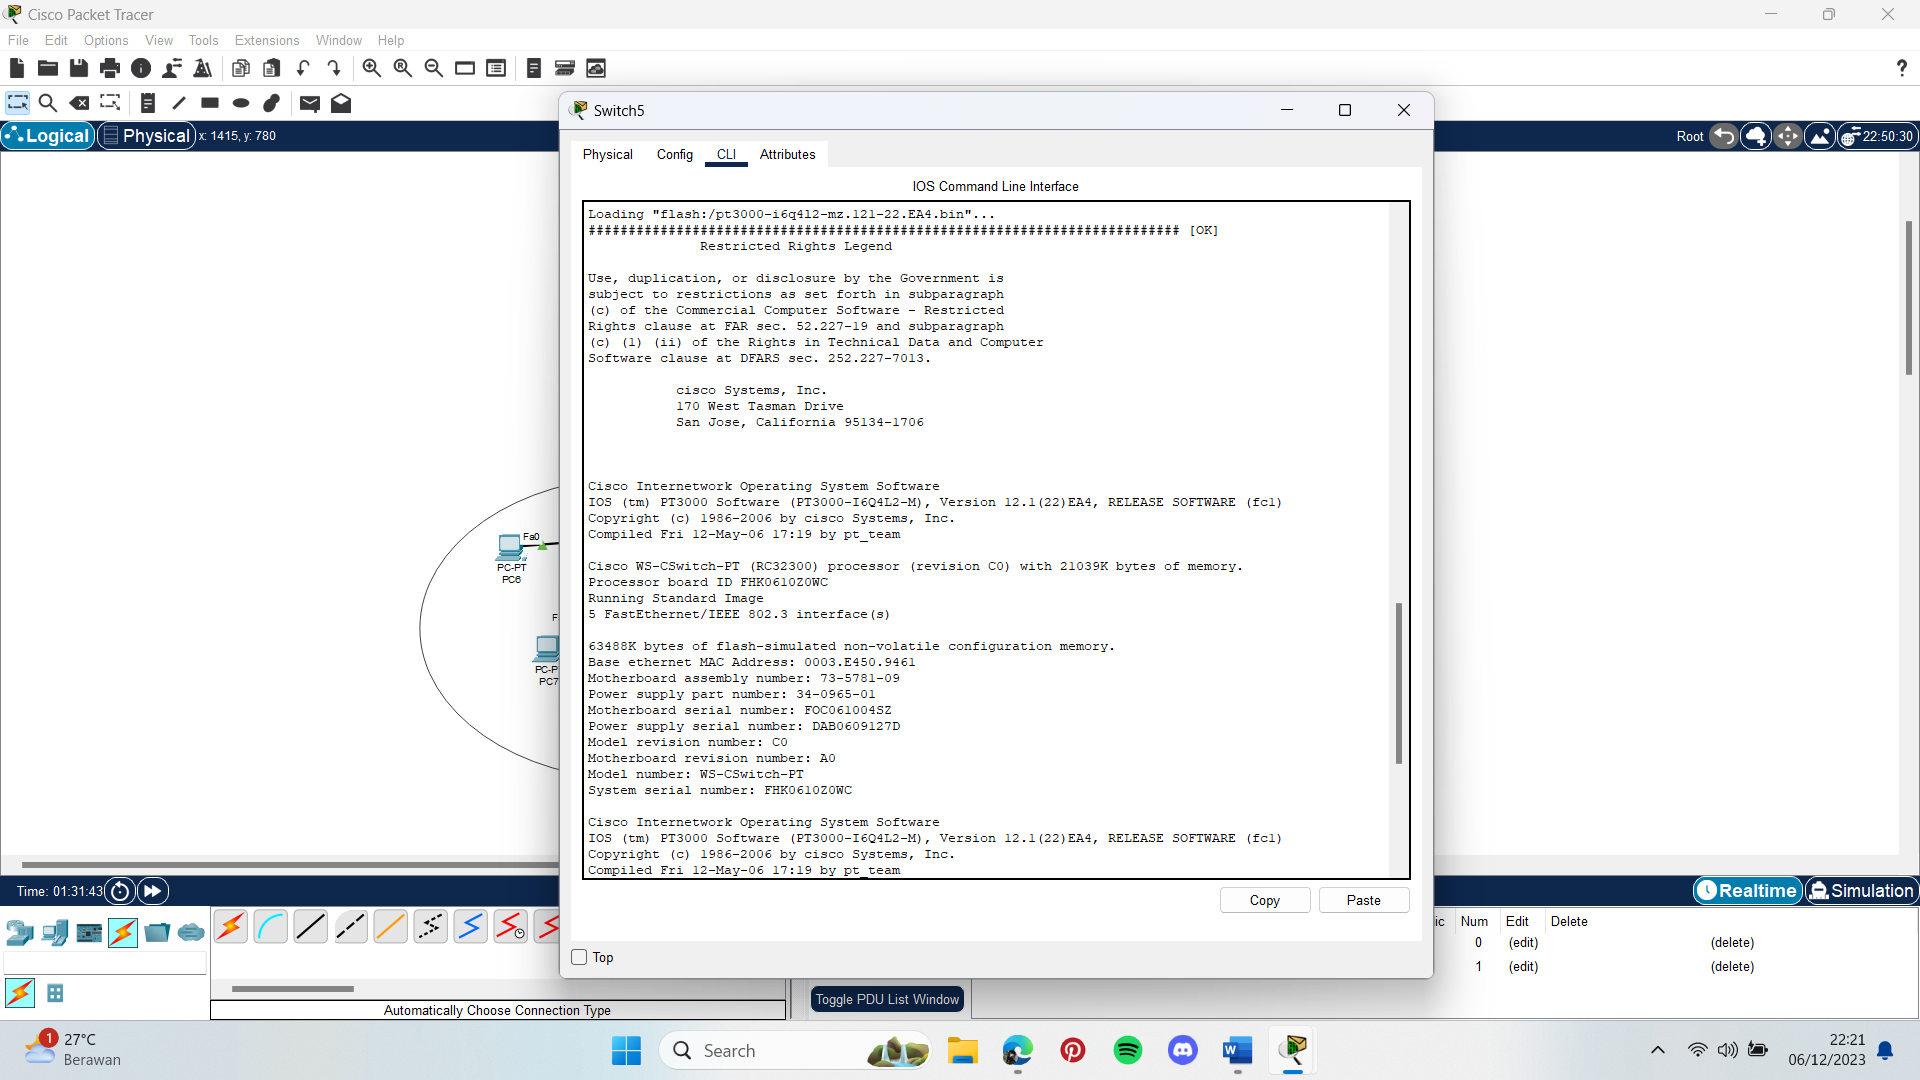 Cisco Packet Tracer
File Edit Options View Tools Extensions Window Help
?
Logical Physical x: 1415, y: 780
Root 22:50:30
Switch5
Physical Config CLI Attributes
IOS Command Line Interface
Loading "flash:/pt3000-i6q4l2-mz.121-22.EA4.bin"...
########################################################################## [OK]
Restricted Rights Legend
Use, duplication, or disclosure by the Government is
subject to restrictions as set forth in subparagraph
(c) of the Commercial Computer Software - Restricted
Rights clause at FAR sec. 52.227-19 and subparagraph
(c) (1) (ii) of the Rights in Technical Data and Computer
Software clause at DFARS sec. 252.227-7013.
cisco Systems, Inc.
170 West Tasman Drive
San Jose, California 95134-1706
Cisco Internetwork Operating System Software
IOS (tm) PT3000 Software (PT3000-I6Q4L2-M), Version 12.1(22)EA4, RELEASE SOFTWARE (fc1)
Copyright (c) 1986-2006 by cisco Systems, Inc.
Compiled Fri 12-May-06 17:19 by pt_team
Cisco WS-CSwitch-PT (RC32300) processor (revision C0) with 21039K bytes of memory.
Processor board ID FHK0610Z0WC
Running Standard Image
5 FastEthernet/IEEE 802.3 interface(s)
63488K bytes of flash-simulated non-volatile configuration memory.
Base ethernet MAC Address: 0003.E450.9461
Motherboard assembly number: 73-5781-09
Power supply part number: 34-0965-01
Motherboard serial number: FOC061004SZ
Power supply serial number: DAB0609127D
Model revision number: C0
Motherboard revision number: A0
Model number: WS-CSwitch-PT
System serial number: FHK0610Z0WC
Cisco Internetwork Operating System Software
IOS (tm) PT3000 Software (PT3000-I6Q4L2-M), Version 12.1(22)EA4, RELEASE SOFTWARE (fc1)
Copyright (c) 1986-2006 by cisco Systems, Inc.
Compiled Fri 12-May-06 17:19 by pt_team
Copy Paste
Top
Fa0
PC-PT
PC6
F
PC-P
PC7
Time: 01:31:43
Realtime Simulation
ic Num Edit Delete
0 (edit) (delete)
1 (edit) (delete)
Automatically Choose Connection Type
Toggle PDU List Window
1
27°C
Berawan
Search
W
22:21
06/12/2023